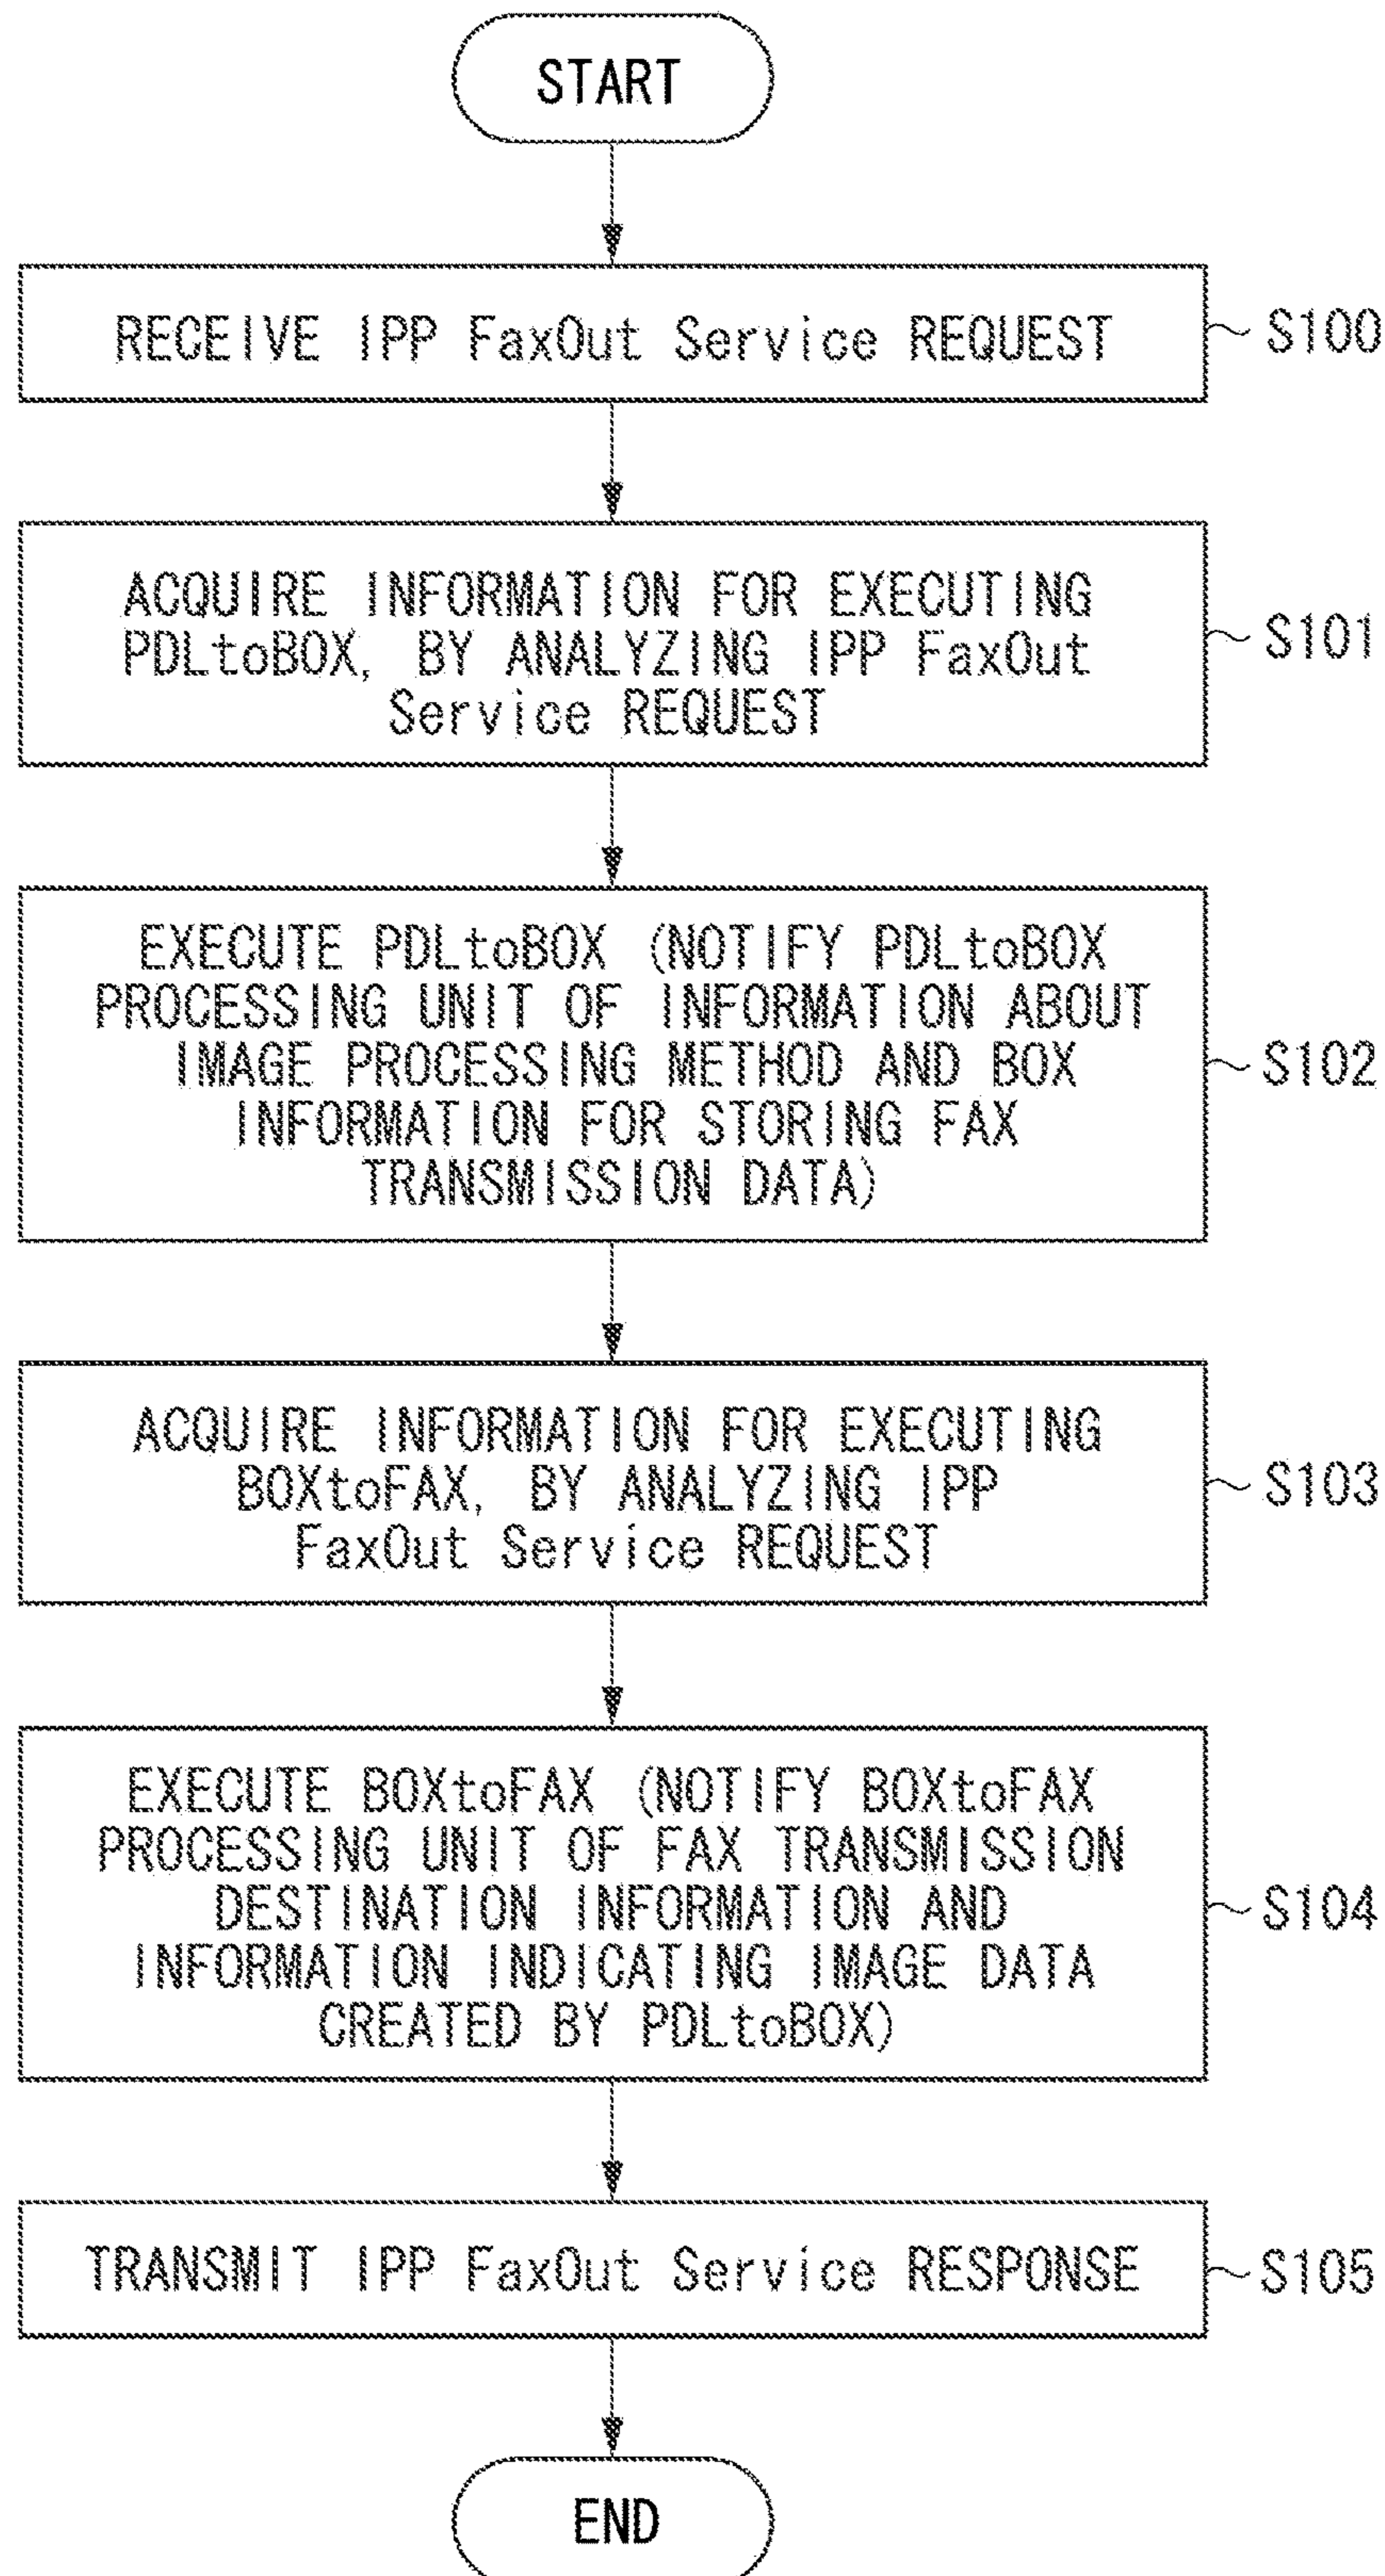 START
RECEIVE IPP FaxOut Service REQUEST
S100
ACQUIRE INFORMATION FOR EXECUTING
PDLtoBOX, BY ANALYZING IPP FaxOut
Service REQUEST
S101
EXECUTE PDLtoBOX (NOTIFY PDLtoBOX
PROCESSING UNIT OF INFORMATION ABOUT
IMAGE PROCESSING METHOD AND BOX
INFORMATION FOR STORING FAX
TRANSMISSION DATA)
S102
ACQUIRE INFORMATION FOR EXECUTING
BOXtoFAX, BY ANALYZING IPP
FaxOut Service REQUEST
S103
EXECUTE BOXtoFAX (NOTIFY BOXtoFAX
PROCESSING UNIT OF FAX TRANSMISSION
DESTINATION INFORMATION AND
INFORMATION INDICATING IMAGE DATA
CREATED BY PDLtoBOX)
S104
TRANSMIT IPP FaxOut Service RESPONSE
S105
END